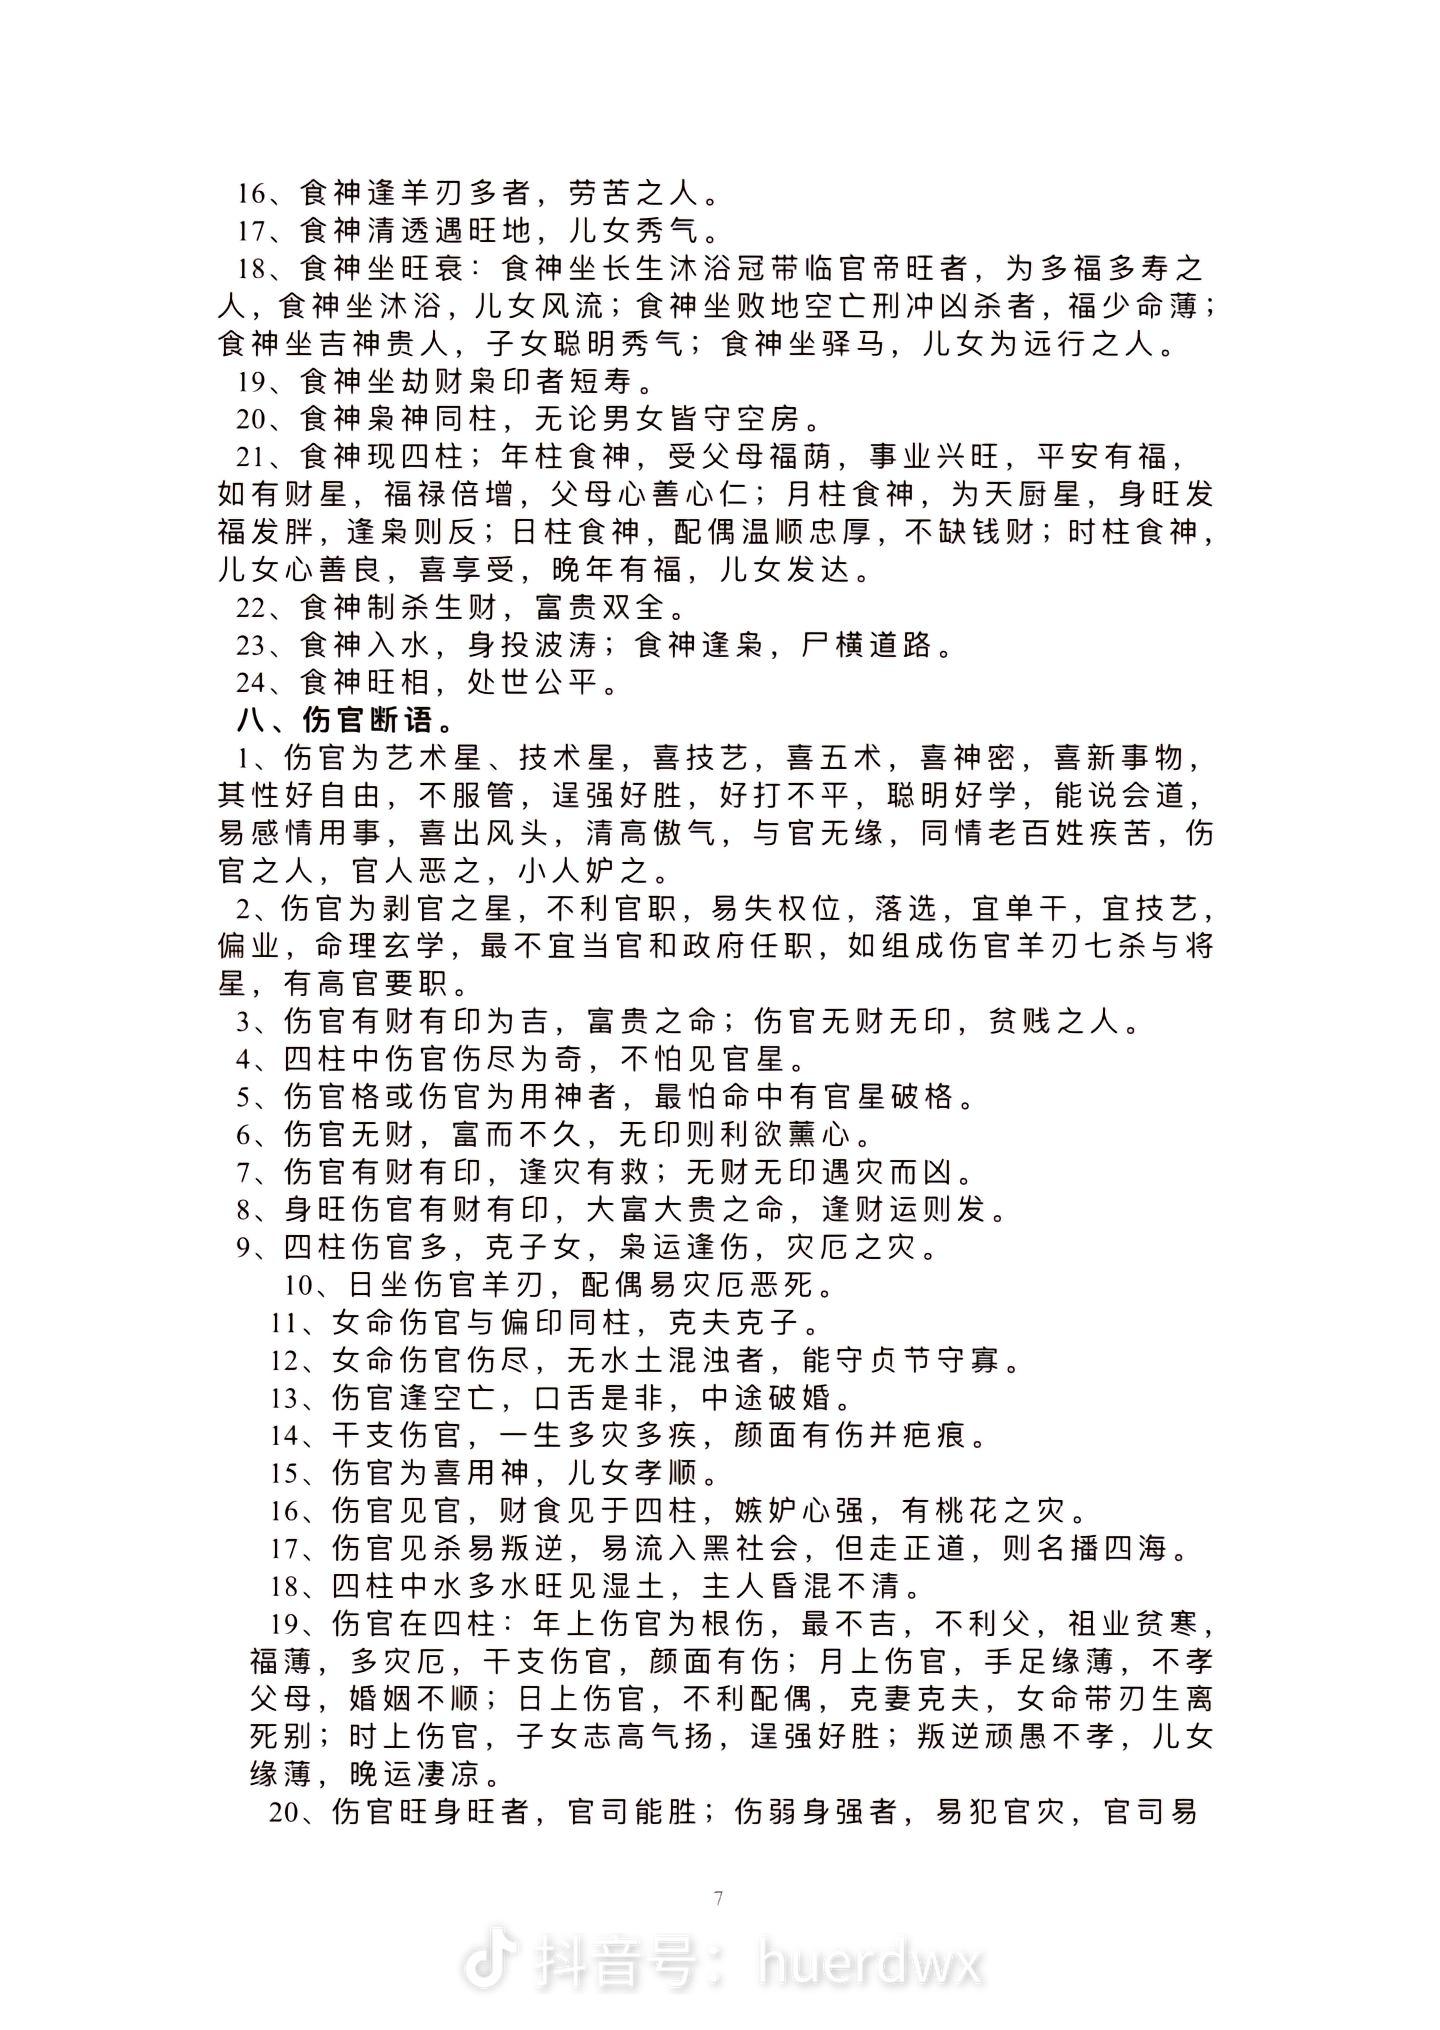 16、食神逢羊刃多者，劳苦之人。
17、食神清透遇旺地，儿女秀气。
18、食神坐旺衰：食神坐长生沐浴冠带临官帝旺者，为多福多寿之
人，食神坐沐浴，儿女风流；食神坐败地空亡刑冲凶杀者，福少命薄；
食神坐吉神贵人，子女聪明秀气；食神坐驿马，儿女为远行之人。
19、食神坐劫财枭印者短寿。
20、食神枭神同柱，无论男女皆守空房。
21、食神现四柱；年柱食神，受父母福荫，事业兴旺，平安有福，
如有财星，福禄倍增，父母心善心仁；月柱食神，为天厨星，身旺发
福发胖，逢枭则反；日柱食神，配偶温顺忠厚，不缺钱财；时柱食神，
儿女心善良，喜享受，晚年有福，儿女发达。
22、食神制杀生财，富贵双全。
23、食神入水，身投波涛；食神逢枭，尸横道路。
24、食神旺相，处世公平。
八、伤官断语。
1、伤官为艺术星、技术星，喜技艺，喜五术，喜神密，喜新事物，
其性好自由，不服管，逞强好胜，好打不平，聪明好学，能说会道，
易感情用事，喜出风头，清高傲气，与官无缘，同情老百姓疾苦，伤
官之人，官人恶之，小人妒之。
2、伤官为剥官之星，不利官职，易失权位，落选，宜单干，宜技艺，
偏业，命理玄学，最不宜当官和政府任职，如组成伤官羊刃七杀与将
星，有高官要职。
3、伤官有财有印为吉，富贵之命；伤官无财无印，贫贱之人。
4、四柱中伤官伤尽为奇，不怕见官星。
5、伤官格或伤官为用神者，最怕命中有官星破格。
6、伤官无财，富而不久，无印则利欲薰心。
7、伤官有财有印，逢灾有救；无财无印遇灾而凶。
8、身旺伤官有财有印，大富大贵之命，逢财运则发。
9、四柱伤官多，克子女，枭运逢伤，灾厄之灾。
10、日坐伤官羊刃，配偶易灾厄恶死。
11、女命伤官与偏印同柱，克夫克子。
12、女命伤官伤尽，无水土混浊者，能守贞节守寡。
13、伤官逢空亡，口舌是非，中途破婚。
14、干支伤官，一生多灾多疾，颜面有伤并疤痕。
15、伤官为喜用神，儿女孝顺。
16、伤官见官，财食见于四柱，嫉妒心强，有桃花之灾。
17、伤官见杀易叛逆，易流入黑社会，但走正道，则名播四海。
18、四柱中水多水旺见湿土，主人昏混不清。
19、伤官在四柱：年上伤官为根伤，最不吉，不利父，祖业贫寒，
福薄，多灾厄，干支伤官，颜面有伤；月上伤官，手足缘薄，不孝
父母，婚姻不顺；日上伤官，不利配偶，克妻克夫，女命带刃生离
死别；时上伤官，子女志高气扬，逞强好胜；叛逆顽愚不孝，儿女
缘薄，晚运凄凉。
20、伤官旺身旺者，官司能胜；伤弱身强者，易犯官灾，官司易
7
抖音号：huerdwx